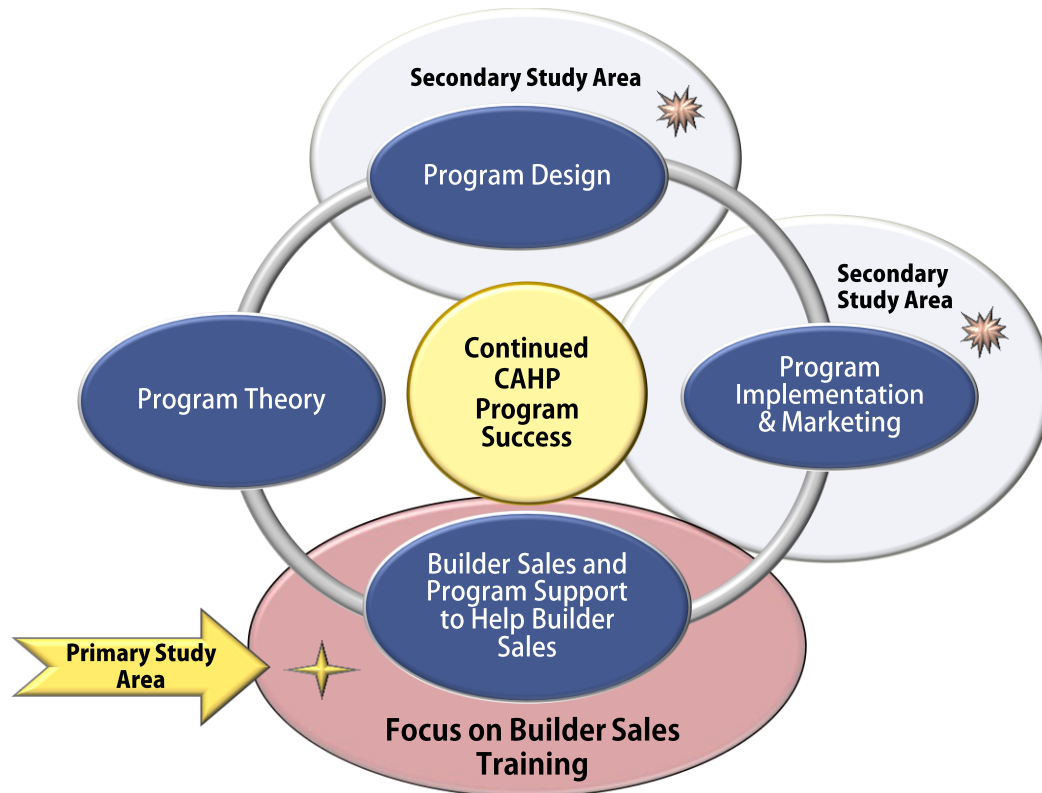 Secondary Study Area
Program Design
Secondary
Study Area
Continued
CAHP
Program
Success
Program Theory
Program
Implementation
& Marketing
Builder Sales and
Program Support
to Help Builder
Sales
Primary Study
Area
Focus on Builder Sales
Training